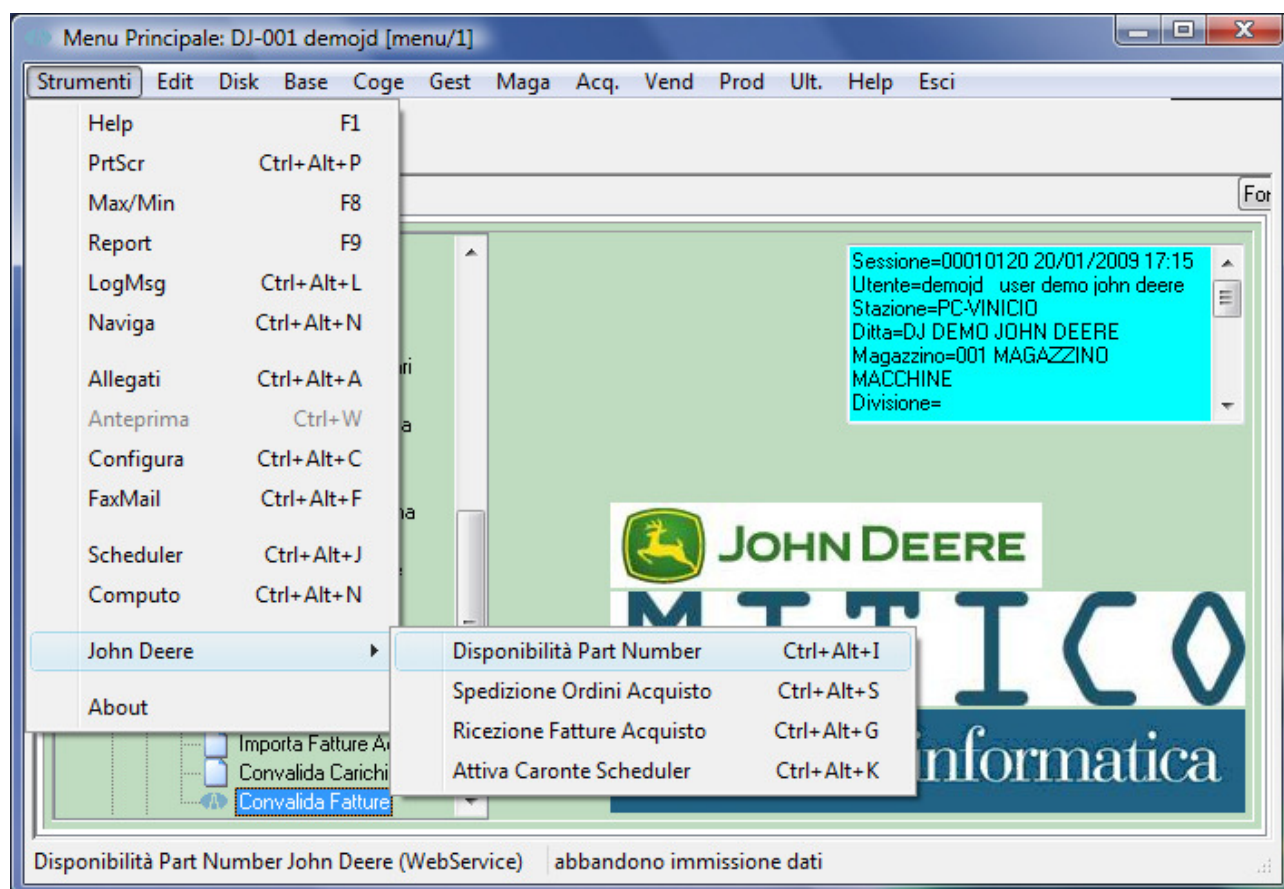 Menu Principale: DJ-001 demojd [menu/1]
Strumenti Edit Disk Base Coge Gest Maga Acq. Vend Prod Ult. Help Esci
Help F1
PrtScr Ctrl+Alt+P
Max/Min F8
Report F9
LogMsg Ctrl+Alt+L
Naviga Ctrl+Alt+N
Allegati Ctrl+Alt+A
Anteprima Ctrl+W
Configura Ctrl+Alt+C
FaxMail Ctrl+Alt+F
Scheduler Ctrl+Alt+J
Computo Ctrl+Alt+N
John Deere
About
Disponibilità Part Number Ctrl+Alt+I
Spedizione Ordini Acquisto Ctrl+Alt+S
Ricezione Fatture Acquisto Ctrl+Alt+G
Attiva Caronte Scheduler Ctrl+Alt+K
Sessione=00010120 20/01/2009 17:15
Utente=demojd user demo john deere
Stazione=PC-VINICIO
Ditta=DJ DEMO JOHN DEERE
Magazzino=001 MAGAZZINO
MACCHINE
Divisione=
JOHN DEERE
MITICO
informatica
Importa Fatture A
Convalida Carichi
Convalida Fatture
Disponibilità Part Number John Deere (WebService) abbandono immissione dati